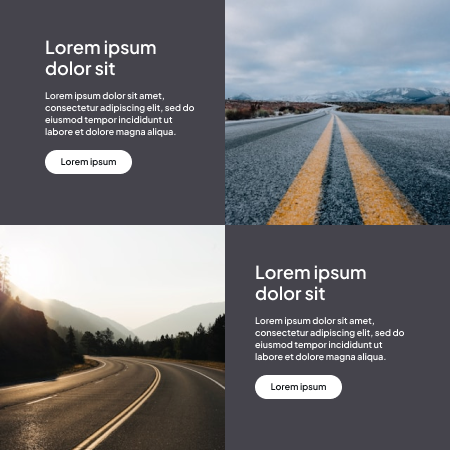 Lorem ipsum
dolor sit
Lorem ipsum dolor sit amet,
consectetur adipiscing elit, sed do
eiusmod tempor incididunt ut
labore et dolore magna aliqua.
Lorem ipsum
Lorem ipsum
dolor sit
Lorem ipsum dolor sit amet,
consectetur adipiscing elit, sed do
eiusmod tempor incididunt ut
labore et dolore magna aliqua.
Lorem ipsum